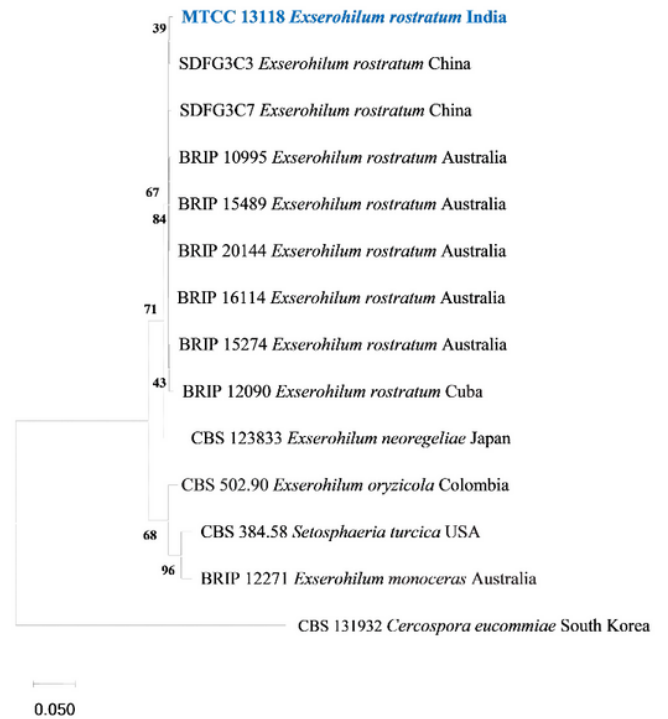 MTCC 13118 Exserohilum rostratum India
39
SDFG3C3 Exserohilum rostratum China
SDFG3C7 Exserohilum rostratum China
BRIP 10995 Exserohilum rostratum Australia
67
BRIP 15489 Exserohilum rostratum Australia
84
BRIP 20144 Exserohilum rostratum Australia
BRIP 16114 Exserohilum rostratum Australia
71
BRIP 15274 Exserohilum rostratum Australia
43
BRIP 12090 Exserohilum rostratum Cuba
CBS 123833 Exserohilum neoregeliae Japan
CBS 502.90 Exserohilum oryzicola Colombia
CBS 384.58 Setosphaeria turcica USA
68
96
BRIP 12271 Exserohilum monoceras Australia
CBS 131932 Cercospora eucommiae South Korea
0.050